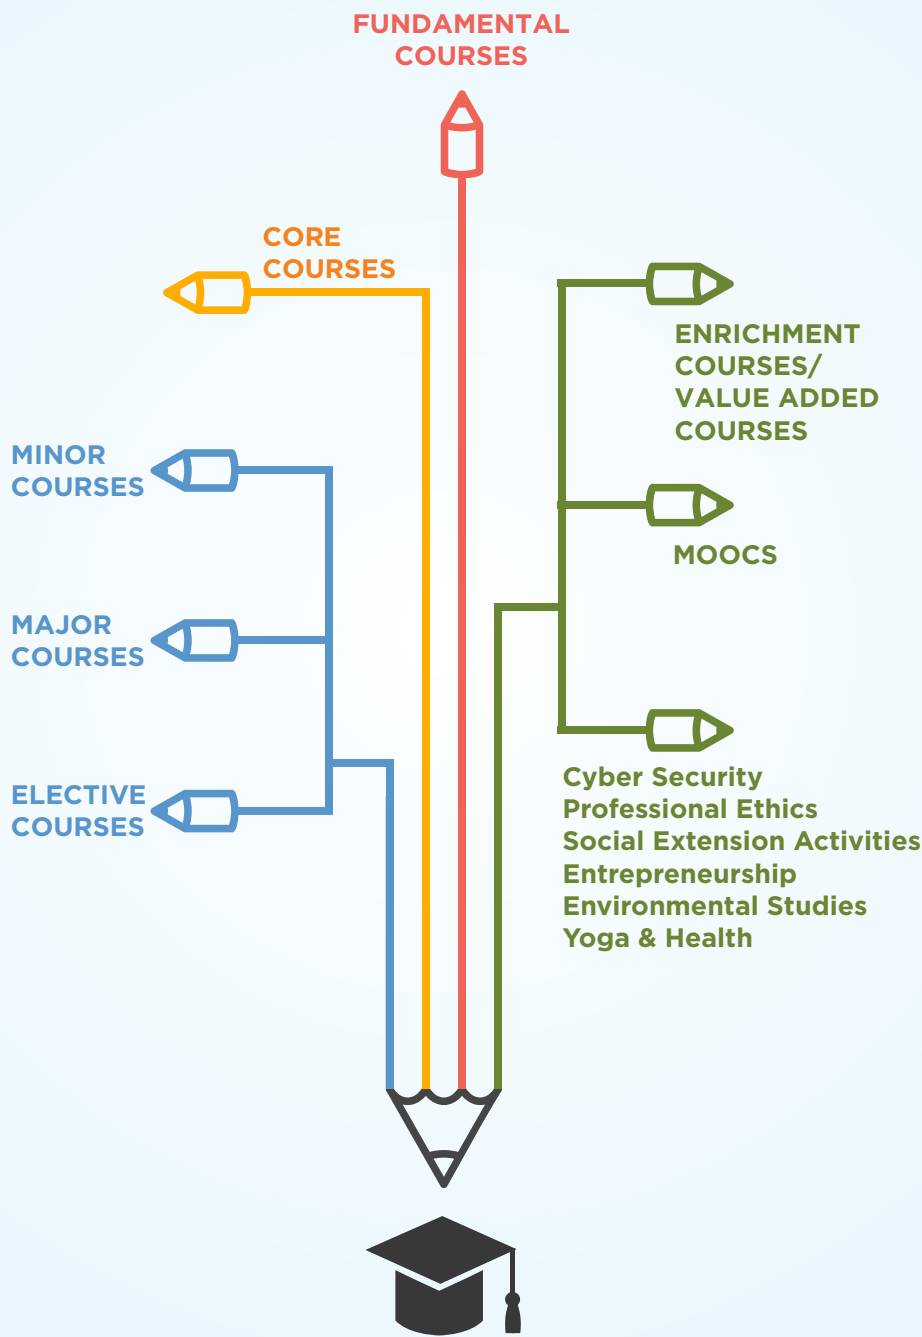 FUNDAMENTAL
COURSES
CORE
COURSES
ENRICHMENT
COURSES/
VALUE ADDED
COURSES
MINOR
COURSES
MOOCS
MAJOR
COURSES
ELECTIVE
COURSES
Cyber Security
Professional Ethics
Social Extension Activities
Entrepreneurship
Environmental Studies
Yoga & Health